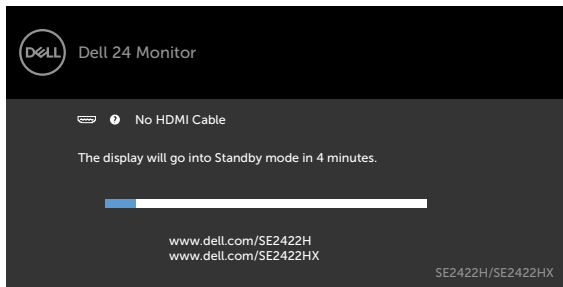 DELL
Dell 24 Monitor
? No HDMI Cable
The display will go into Standby mode in 4 minutes.
www.dell.com/SE2422H
www.dell.com/SE2422HX
SE2422H/SE2422HX